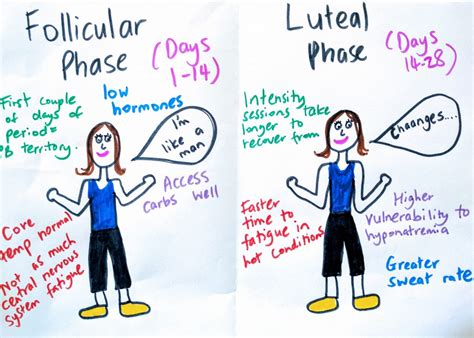 Follicular
Phase
(Days
1-14)
First couple
of days of
period=
PB territory.
low
hormones
I'm
like a
man
Access
carbs well
Core
temp normal
Not as much
central nervous
system fatigue
Luteal
Phase
(Days
14-28)
Intensity
sessions take
longer to
recover from
Chaanges....
Faster
time to
fatigue in
hot conditions
Higher
Vulnerability to
hyponatremia
Greater
sweat rate